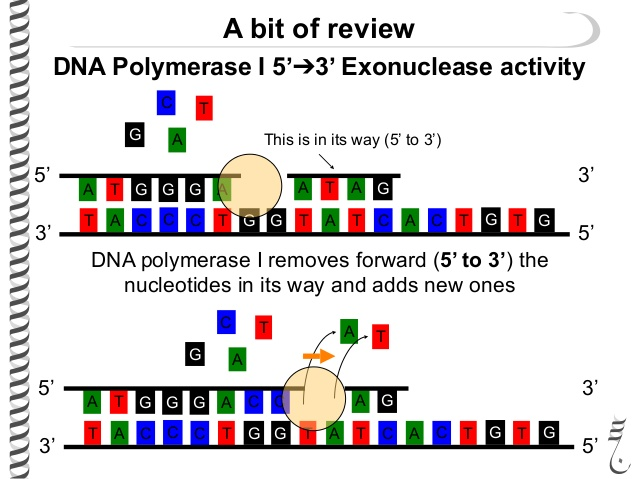 A bit of review
DNA Polymerase I 5’➔3’ Exonuclease activity
C T
G A
This is in its way (5’ to 3’)
5’ 3’
A T G G G A A T A G
T A C C C T G G T A T C A C T G T G
3’ 5’
DNA polymerase I removes forward (5’ to 3’) the
nucleotides in its way and adds new ones
C T A T
G A
5’ 3’
A T G G G A C C A G
T A C C C T G G T A T C A C T G T G
3’ 5’